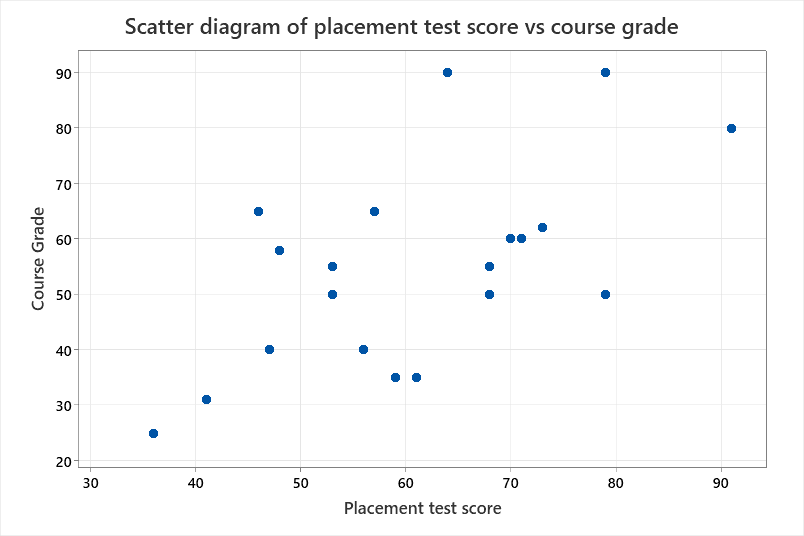 Scatter diagram of placement test score vs course grade
Course Grade
90
80
70
60
50
40
30
20
30 40 50 60 70 80 90
Placement test score